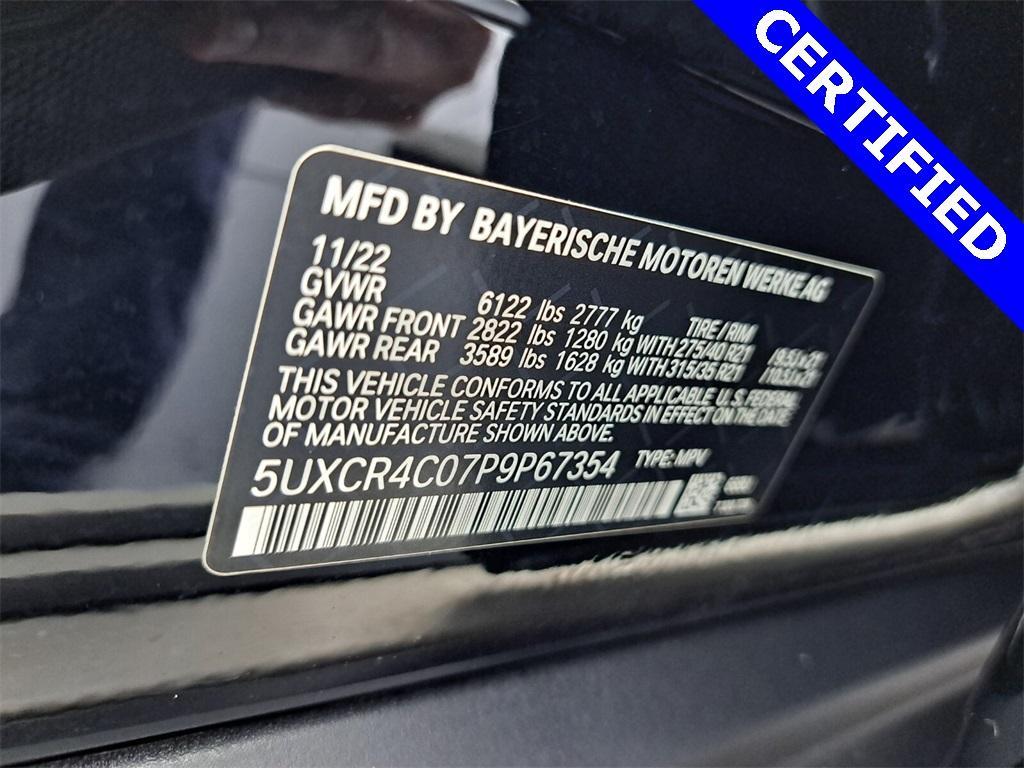 CERTIFIED
MFD BY BAYERISCHE MOTOREN WERKE AG
11/22
GVWR 6122 lbs 2777 kg TIRE / RIM
GAWR FRONT 2822 lbs 1280 kg WITH 275/40 R21
GAWR REAR 3589 lbs 1628 kg WITH 315/35 R21
THIS VEHICLE CONFORMS TO ALL APPLICABLE U.S. FEDERAL
MOTOR VEHICLE SAFETY STANDARDS IN EFFECT ON THE DATE
OF MANUFACTURE SHOWN ABOVE.
5UXCR4C07P9P67354 TYPE: MPV